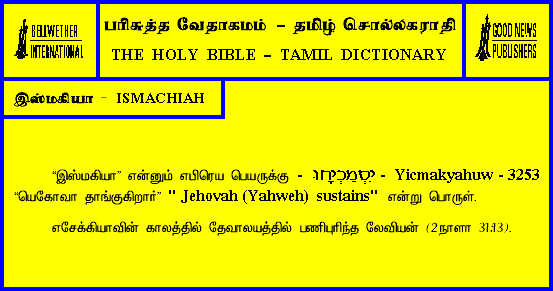 BELLWETHER
INTERNATIONAL
பரிசுத்த வேதாகமம் – தமிழ் சொல்லகராதி
THE HOLY BIBLE – TAMIL DICTIONARY
GOOD NEWS
PUBLISHERS
இஸ்மகியா – ISMACHIAH
“இஸ்மகியா” என்னும் எபிரெய பெயருக்கு - יִסְמַכְיָהוּ - Yicmakyahuw - 3253
“யெகோவா தாங்குகிறார்” " Jehovah (Yahweh) sustains" என்று பொருள்.
எசேக்கியாவின் காலத்தில் தேவாலயத்தில் பணிபுரிந்த லேவியன் (2நாளா 31:13).